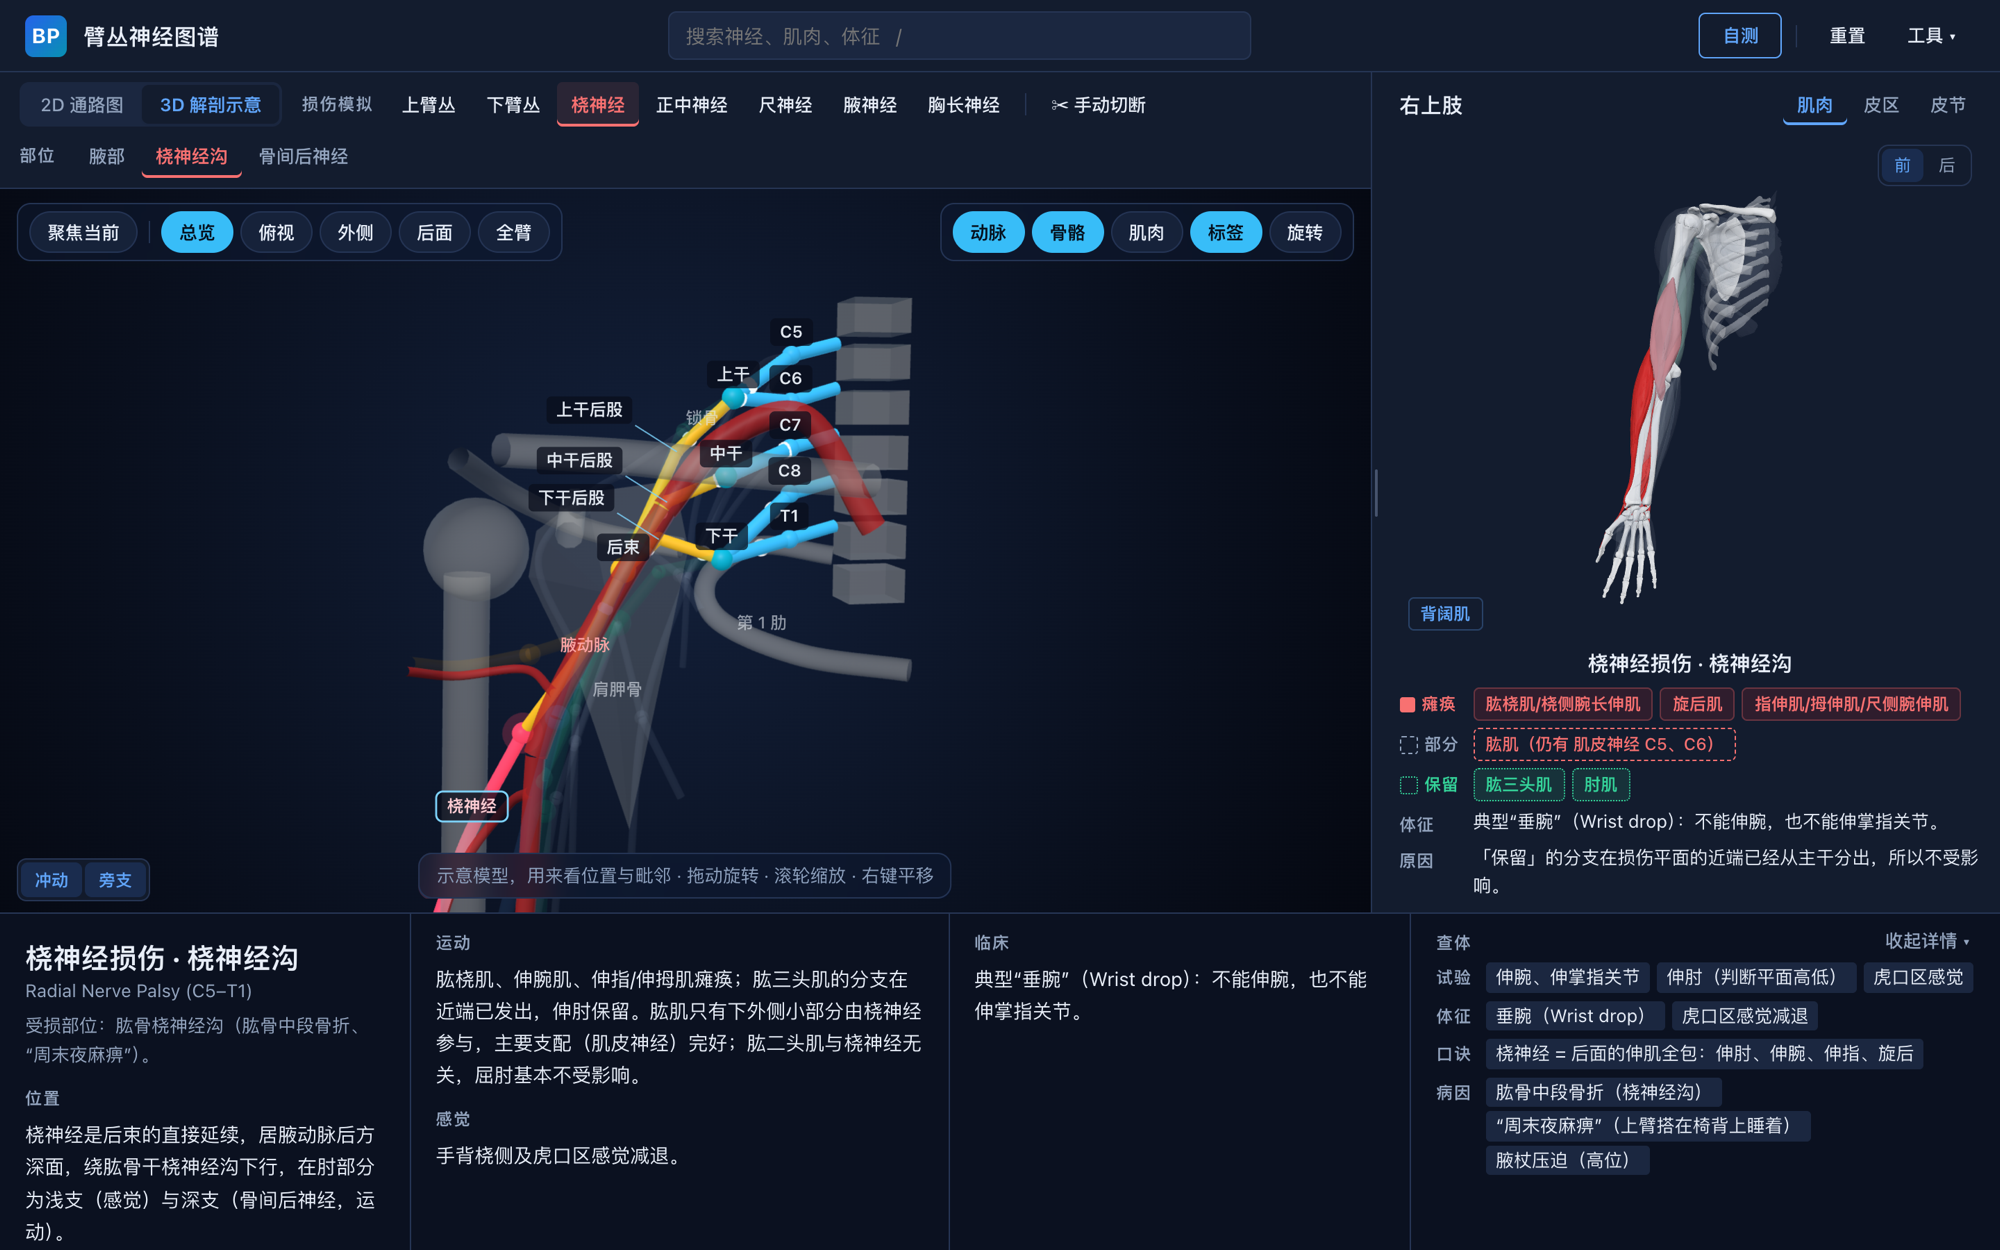 BP 臂丛神经图谱
搜索神经、肌肉、体征 /
自测 重置 工具 ▾
2D 通路图 3D 解剖示意 损伤模拟 上臂丛 下臂丛 桡神经 正中神经 尺神经 腋神经 胸长神经 ✂ 手动切断
部位 腋部 桡神经沟 骨间后神经
聚焦当前 总览 俯视 外侧 后面 全臂
动脉 骨骼 肌肉 标签 旋转
C5
上干
C6
上干后股
锁骨
C7
中干
中干后股
C8
下干后股
T1
下干
后束
第 1 肋
腋动脉
肩胛骨
桡神经
冲动 旁支
示意模型，用来看位置与毗邻 · 拖动旋转 · 滚轮缩放 · 右键平移
右上肢
肌肉 皮区 皮节
前 后
背阔肌
桡神经损伤 · 桡神经沟
瘫痪 肱桡肌/桡侧腕长伸肌 旋后肌 指伸肌/拇伸肌/尺侧腕伸肌
部分 肱肌（仍有 肌皮神经 C5、C6）
保留 肱三头肌 肘肌
体征 典型“垂腕”（Wrist drop）：不能伸腕，也不能伸掌指关节。
原因 「保留」的分支在损伤平面的近端已经从主干分出，所以不受影
响。
桡神经损伤 · 桡神经沟
Radial Nerve Palsy (C5–T1)
受损部位：肱骨桡神经沟（肱骨中段骨折、
“周末夜麻痹”）。
位置
桡神经是后束的直接延续，居腋动脉后方
深面，绕肱骨干桡神经沟下行，在肘部分
为浅支（感觉）与深支（骨间后神经，运
动）。
运动
肱桡肌、伸腕肌、伸指/伸拇肌瘫痪；肱三头肌的分支在
近端已发出，伸肘保留。肱肌只有下外侧小部分由桡神经
参与，主要支配（肌皮神经）完好；肱二头肌与桡神经无
关，屈肘基本不受影响。
感觉
手背桡侧及虎口区感觉减退。
临床
典型“垂腕”（Wrist drop）：不能伸腕，也不能
伸掌指关节。
查体 收起详情 ▾
试验 伸腕、伸掌指关节 伸肘（判断平面高低） 虎口区感觉
体征 垂腕（Wrist drop） 虎口区感觉减退
口诀 桡神经 = 后面的伸肌全包：伸肘、伸腕、伸指、旋后
病因 肱骨中段骨折（桡神经沟）
“周末夜麻痹”（上臂搭在椅背上睡着）
腋杖压迫（高位）